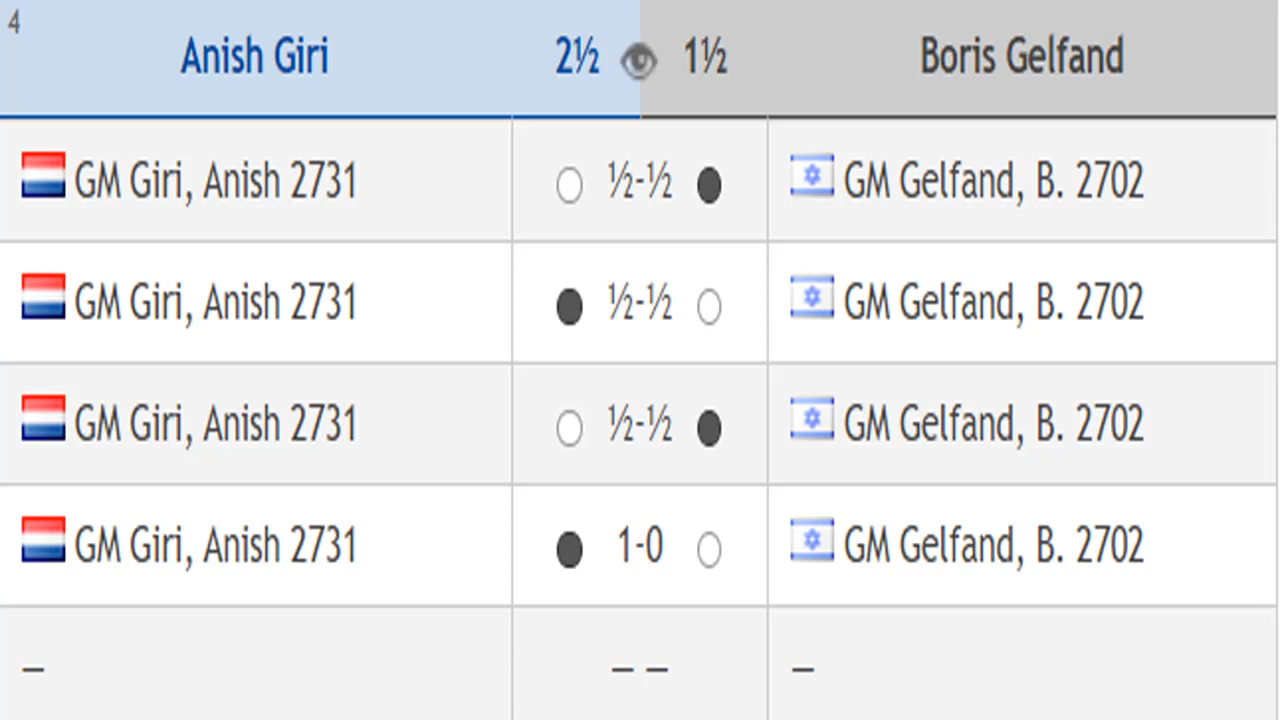 4
Anish Giri 2½ 1½ Boris Gelfand
GM Giri, Anish 2731 ½-½ GM Gelfand, B. 2702
GM Giri, Anish 2731 ½-½ GM Gelfand, B. 2702
GM Giri, Anish 2731 ½-½ GM Gelfand, B. 2702
GM Giri, Anish 2731 1-0 GM Gelfand, B. 2702
– – – –